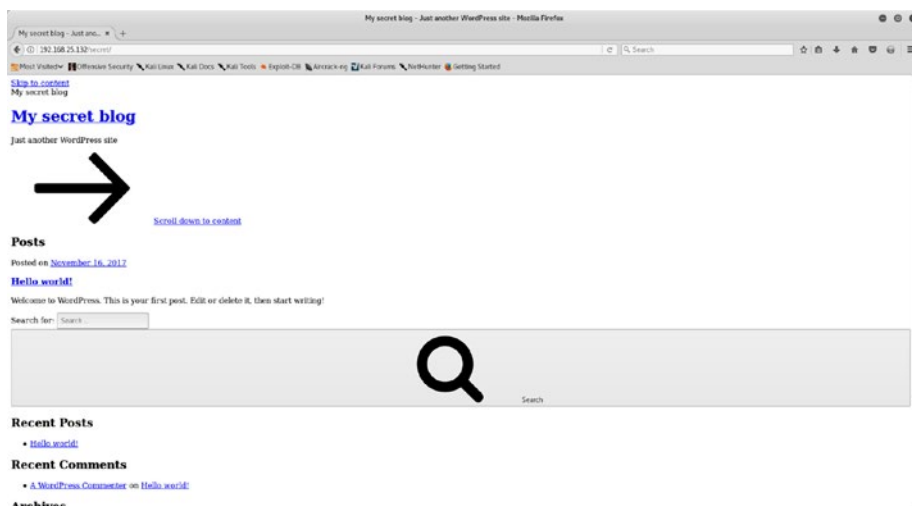 My secret blog - Just another WordPress site - Mozilla Firefox
My secret blog - Just ano...
192.168.25.132/secret/
Search
Most Visited Offensive Security Kali Linux Kali Docs Kali Tools Exploit-DB Aircrack-ng Kali Forums NetHunter Getting Started
Skip to content
My secret blog
My secret blog
Just another WordPress site
Scroll down to content
Posts
Posted on November 16, 2017
Hello world!
Welcome to WordPress. This is your first post. Edit or delete it, then start writing!
Search for: Search ...
Search
Recent Posts
• Hello world!
Recent Comments
• A WordPress Commenter on Hello world!
Archives